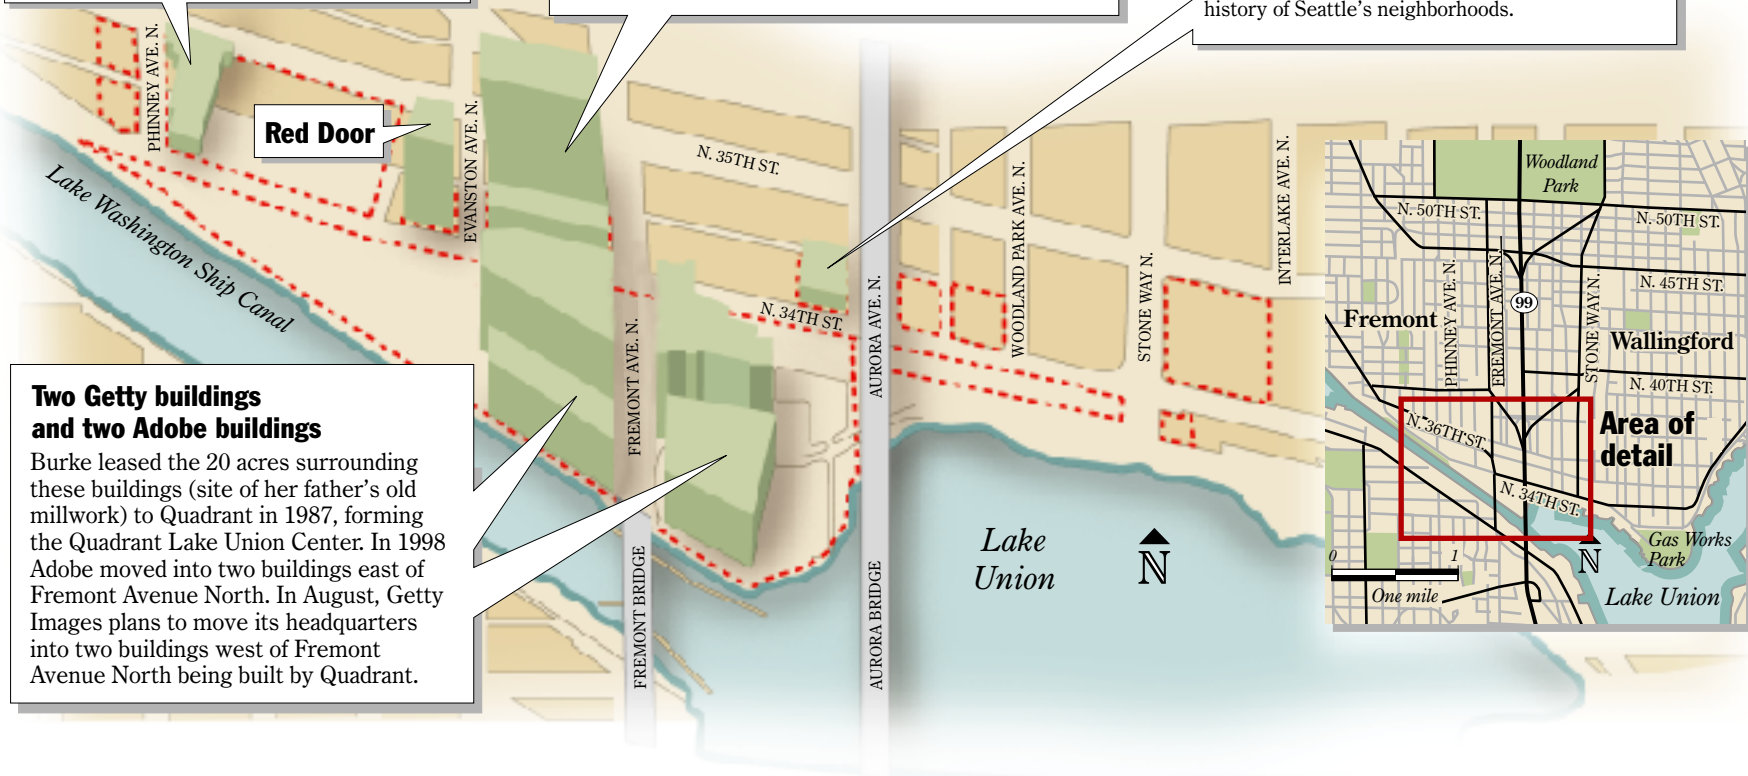 history of Seattle's neighborhoods.
PHINNEY AVE. N.
Red Door
EVANSTON AVE. N.
N. 35TH ST.
Lake Washington Ship Canal
N. 34TH ST.
FREMONT AVE. N.
AURORA AVE. N.
WOODLAND PARK AVE. N.
STONE WAY N.
INTERLAKE AVE. N.
Two Getty buildings
and two Adobe buildings
Burke leased the 20 acres surrounding
these buildings (site of her father's old
millwork) to Quadrant in 1987, forming
the Quadrant Lake Union Center. In 1998
Adobe moved into two buildings east of
Fremont Avenue North. In August, Getty
Images plans to move its headquarters
into two buildings west of Fremont
Avenue North being built by Quadrant.
FREMONT BRIDGE
AURORA BRIDGE
Lake
Union
N
Woodland
Park
N. 50TH ST.
N. 50TH ST.
N. 45TH ST.
PHINNEY AVE. N.
FREMONT AVE. N.
99
STONE WAY N.
Fremont
Wallingford
N. 40TH ST.
N. 36TH ST.
Area of
detail
N. 34TH ST.
Gas Works
Park
N
0 1
One mile
Lake Union